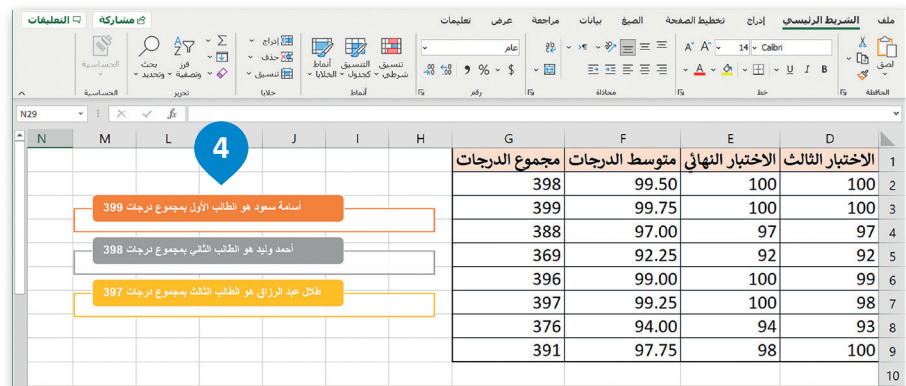 مشاركة التعليقات
ملف الشريط الرئيسي إدراج تخطيط الصفحة الصيغ بيانات مراجعة عرض تعليمات
لصق
Calibri 14 A^ Aˇ
B I U A
عام
$ % 9
تنسيق شرطي التنسيق كجدول أنماط الخلايا
إدراج
حذف
تنسيق
فرز وتصفية بحث وتحديد
الحساسية
الحافظة خط محاذاة رقم أنماط خلايا تحرير الحساسية
N29 fx
D E F G H I J L M N
1 الاختبار الثالث الاختبار النهائي متوسط الدرجات مجموع الدرجات
2 100 100 99.50 398
3 100 100 99.75 399
4 97 97 97.00 388
5 92 92 92.25 369
6 99 100 99.00 396
7 98 100 99.25 397
8 93 94 94.00 376
9 100 98 97.75 391
10
4
أسامة سعود هو الطالب الأول بمجموع درجات 399
أحمد وليد هو الطالب الثاني بمجموع درجات 398
طلال عبد الرزاق هو الطالب الثالث بمجموع درجات 397